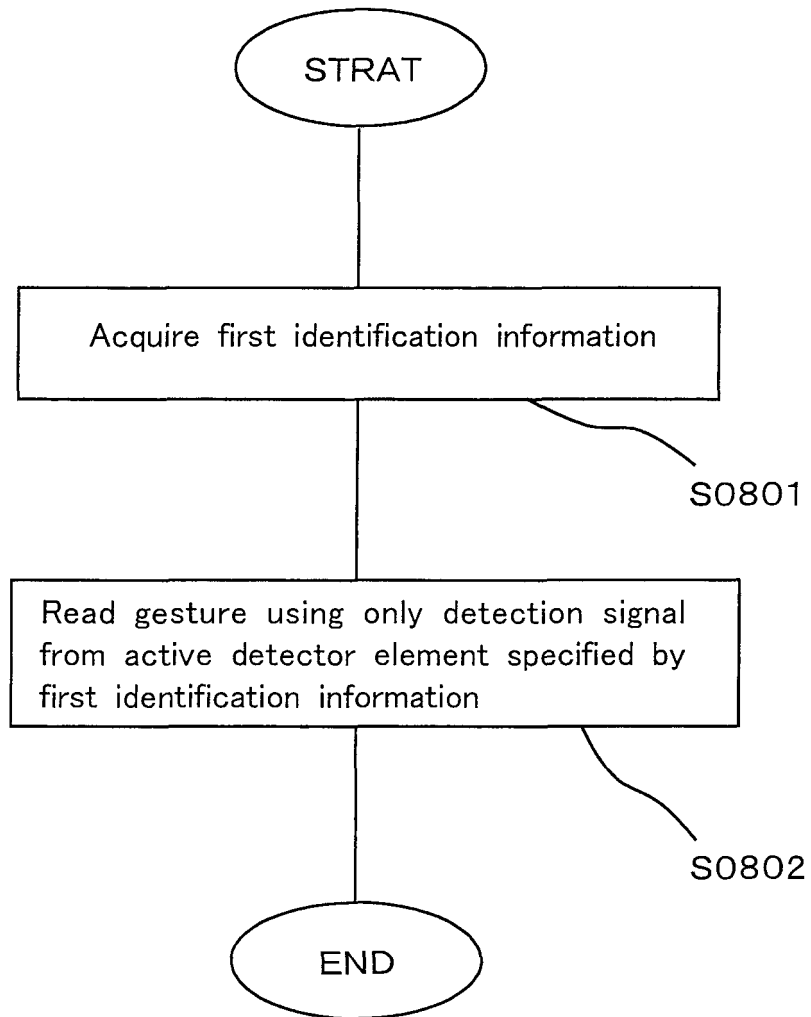 STRAT
Acquire first identification information
S0801
Read gesture using only detection signal
from active detector element specified by
first identification information
S0802
END